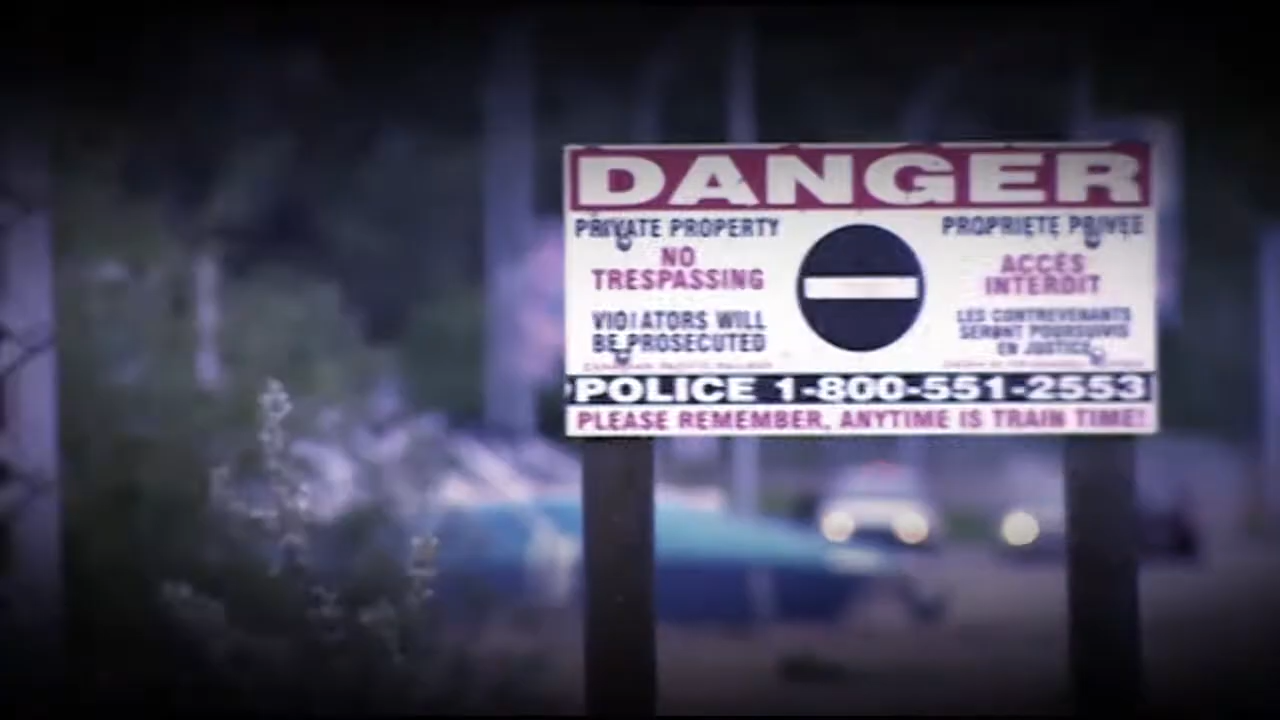 DANGER
PRIVATE PROPERTY
NO
TRESPASSING
VIOLATORS WILL
BE PROSECUTED
PROPRIETE PRIVEE
ACCÈS
INTERDIT
LES CONTREVENANTS
SERONT POURSUIVIS
EN JUSTICE
POLICE 1-800-551-2553
PLEASE REMEMBER, ANYTIME IS TRAIN TIME!